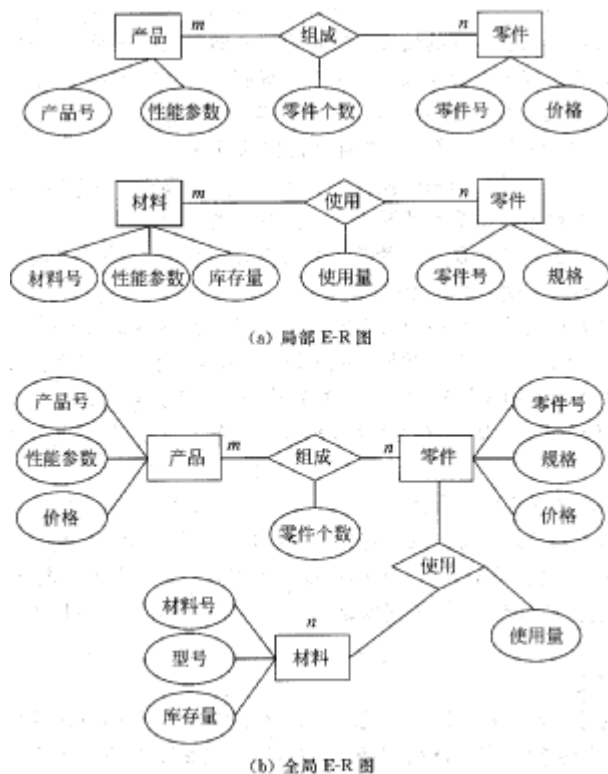 产品 m 组成 n 零件
产品号 性能参数 零件个数 零件号 价格
材料 m 使用 n 零件
材料号 性能参数 库存量 使用量 零件号 规格
(a) 局部 E-R 图
产品号 零件号
性能参数 产品 m 组成 n 零件 规格
价格 零件个数 价格
使用
材料号 使用量
型号 n 材料
库存量
(b) 全局 E-R 图